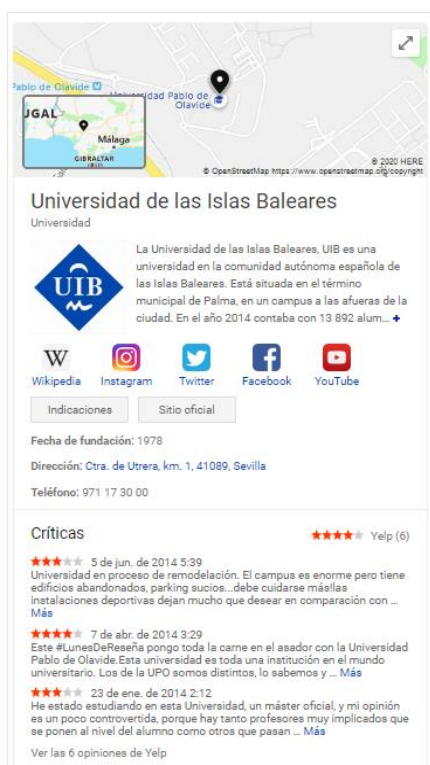 Pablo de Olavide
Universidad Pablo de
Olavide
UGAL
Málaga
GIBRALTAR
© 2020 HERE
© OpenStreetMap https://www.openstreetmap.org/copyright
Universidad de las Islas Baleares
Universidad
UIB
La Universidad de las Islas Baleares, UIB es una
universidad en la comunidad autónoma española de
las Islas Baleares. Está situada en el término
municipal de Palma, en un campus a las afueras de la
ciudad. En el año 2014 contaba con 13 892 alum... +
W
Wikipedia Instagram Twitter Facebook YouTube
Indicaciones Sitio oficial
Fecha de fundación: 1978
Dirección: Ctra. de Utrera, km. 1, 41089, Sevilla
Teléfono: 971 17 30 00
Críticas Yelp (6)
5 de jun. de 2014 5:39
Universidad en proceso de remodelación. El campus es enorme pero tiene
edificios abandonados, parking sucios...debe cuidarse más!las
instalaciones deportivas dejan mucho que desear en comparación con ...
Más
7 de abr. de 2014 3:29
Este #LunesDeReseña pongo toda la carne en el asador con la Universidad
Pablo de Olavide.Esta universidad es toda una institución en el mundo
universitario. Los de la UPO somos distintos, lo sabemos y ... Más
23 de ene. de 2014 2:12
He estado estudiando en esta Universidad, un máster oficial, y mi opinión
es un poco controvertida, porque hay tanto profesores muy implicados que
se ponen al nivel del alumno como otros que pasan ... Más
Ver las 6 opiniones de Yelp